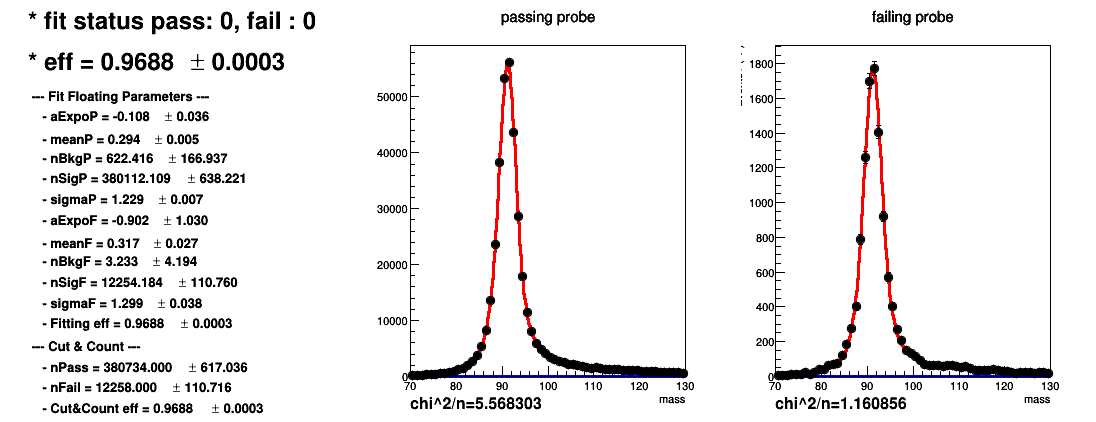 * fit status pass: 0, fail : 0
* eff = 0.9688 ± 0.0003
--- Fit Floating Parameters ---
- aExpoP = -0.108 ± 0.036
- meanP = 0.294 ± 0.005
- nBkgP = 622.416 ± 166.937
- nSigP = 380112.109 ± 638.221
- sigmaP = 1.229 ± 0.007
- aExpoF = -0.902 ± 1.030
- meanF = 0.317 ± 0.027
- nBkgF = 3.233 ± 4.194
- nSigF = 12254.184 ± 110.760
- sigmaF = 1.299 ± 0.038
- Fitting eff = 0.9688 ± 0.0003
--- Cut & Count ---
- nPass = 380734.000 ± 617.036
- nFail = 12258.000 ± 110.716
- Cut&Count eff = 0.9688 ± 0.0003
passing probe
50000
40000
30000
20000
10000
0
70 80 90 100 110 120 130
mass
chi^2/n=5.568303
failing probe
1800
1600
1400
1200
1000
800
600
400
200
0
70 80 90 100 110 120 130
mass
chi^2/n=1.160856